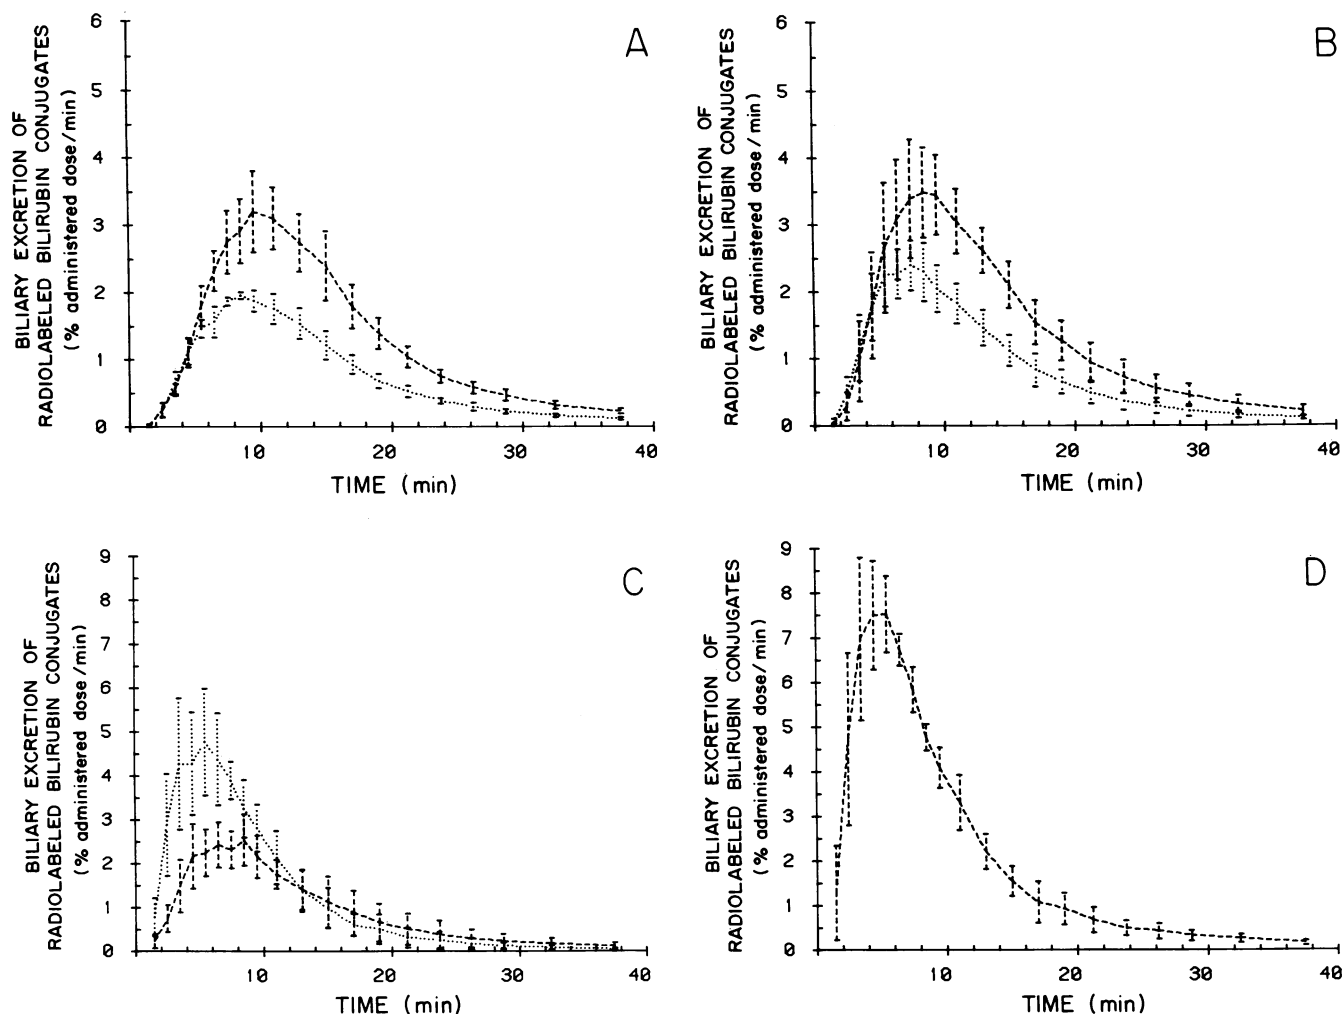 A
BILIARY EXCRETION OF
RADIOLABELED BILIRUBIN CONJUGATES
(% administered dose/min)
6
5
4
3
2
1
0
10
20
30
40
TIME (min)
B
BILIARY EXCRETION OF
RADIOLABELED BILIRUBIN CONJUGATES
(% administered dose/min)
6
5
4
3
2
1
0
10
20
30
40
TIME (min)
C
BILIARY EXCRETION OF
RADIOLABELED BILIRUBIN CONJUGATES
(% administered dose/min)
9
8
7
6
5
4
3
2
1
0
10
20
30
40
TIME (min)
D
BILIARY EXCRETION OF
RADIOLABELED BILIRUBIN CONJUGATES
(% administered dose/min)
9
8
7
6
5
4
3
2
1
0
10
20
30
40
TIME (min)